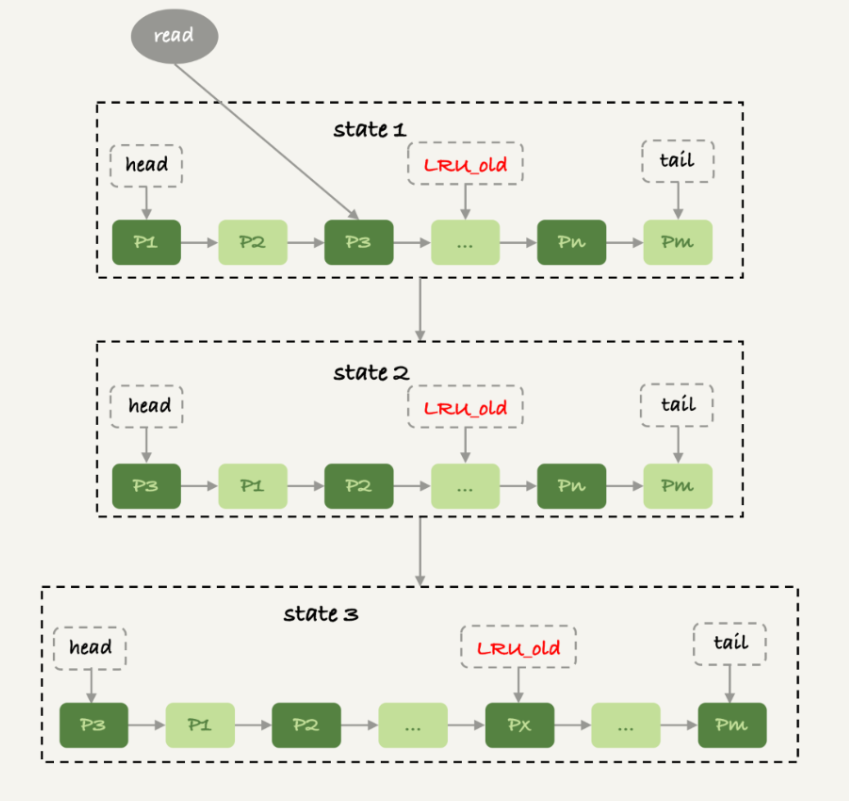 read
state 1
head
LRU_old
tail
P1 P2 P3 ... Pn Pm
state 2
head
LRU_old
tail
P3 P1 P2 ... Pn Pm
state 3
head
LRU_old
tail
P3 P1 P2 ... Px ... Pm